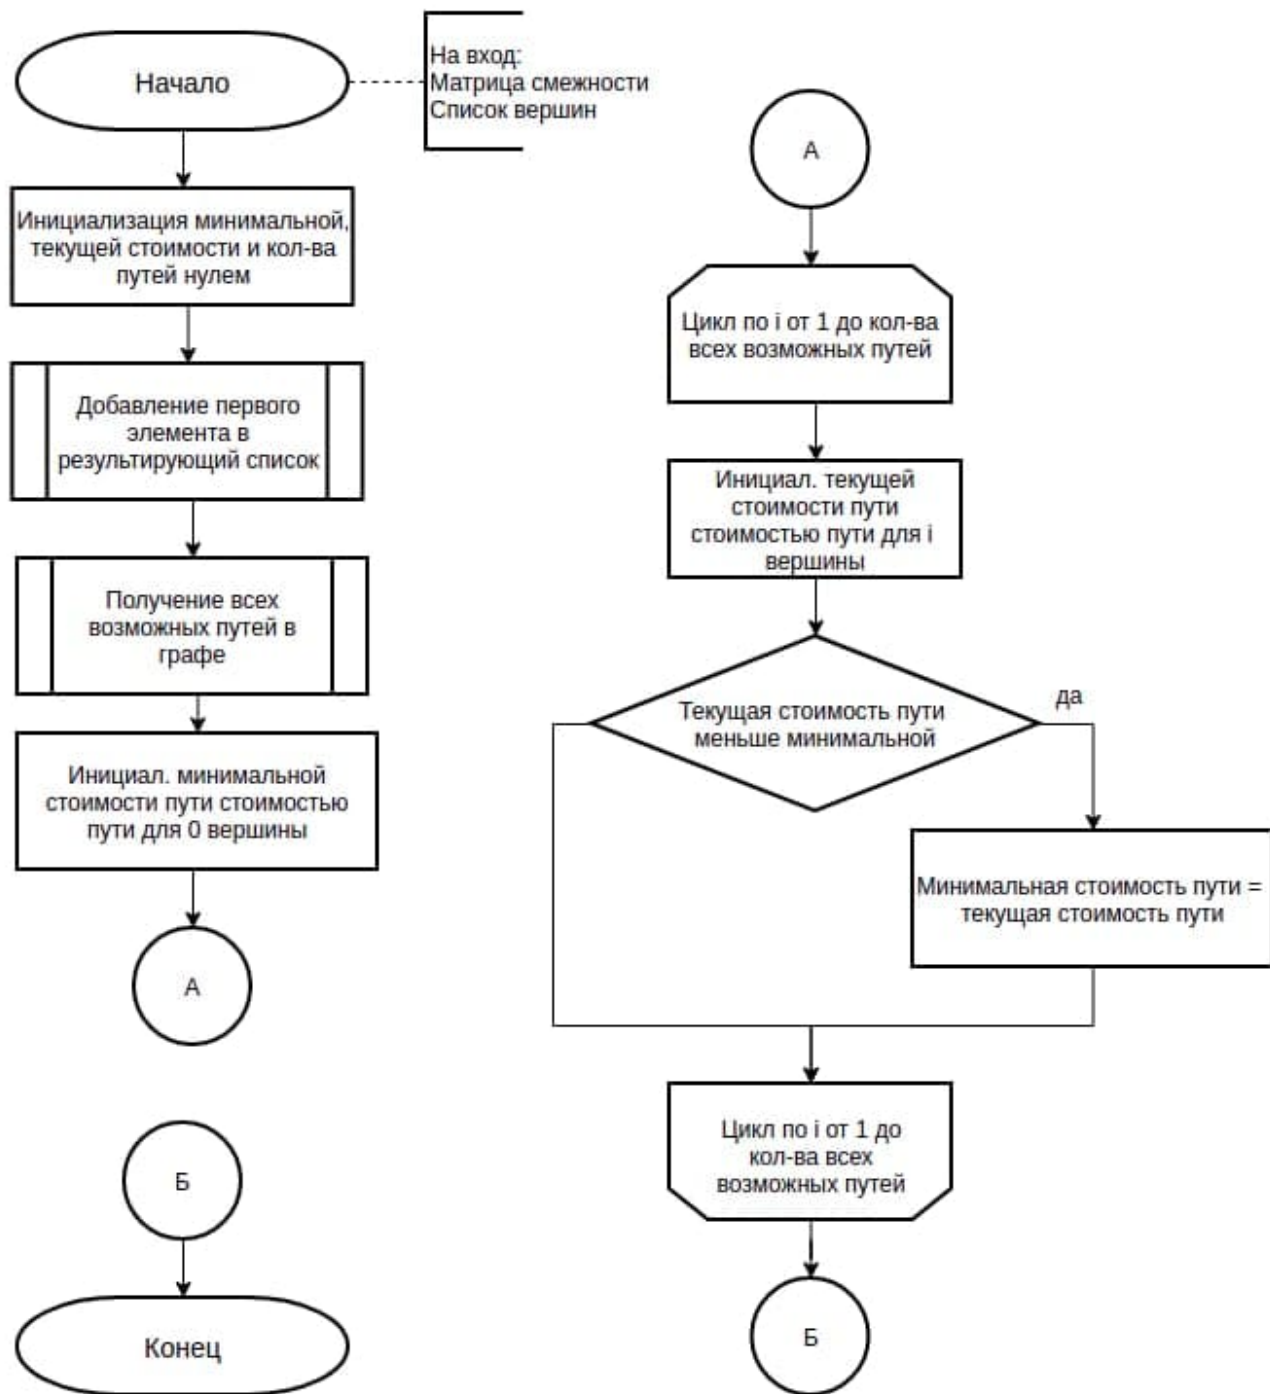 Начало
На вход:
Матрица смежности
Список вершин
Инициализация минимальной,
текущей стоимости и кол-ва
путей нулем
Добавление первого
элемента в
результирующий список
Получение всех
возможных путей в
графе
Инициал. минимальной
стоимости пути стоимостью
пути для 0 вершины
А
Б
Конец
А
Цикл по i от 1 до кол-ва
всех возможных путей
Инициал. текущей
стоимости пути
стоимостью пути для i
вершины
Текущая стоимость пути
меньше минимальной
да
Минимальная стоимость пути =
текущая стоимость пути
Цикл по i от 1 до
кол-ва всех
возможных путей
Б